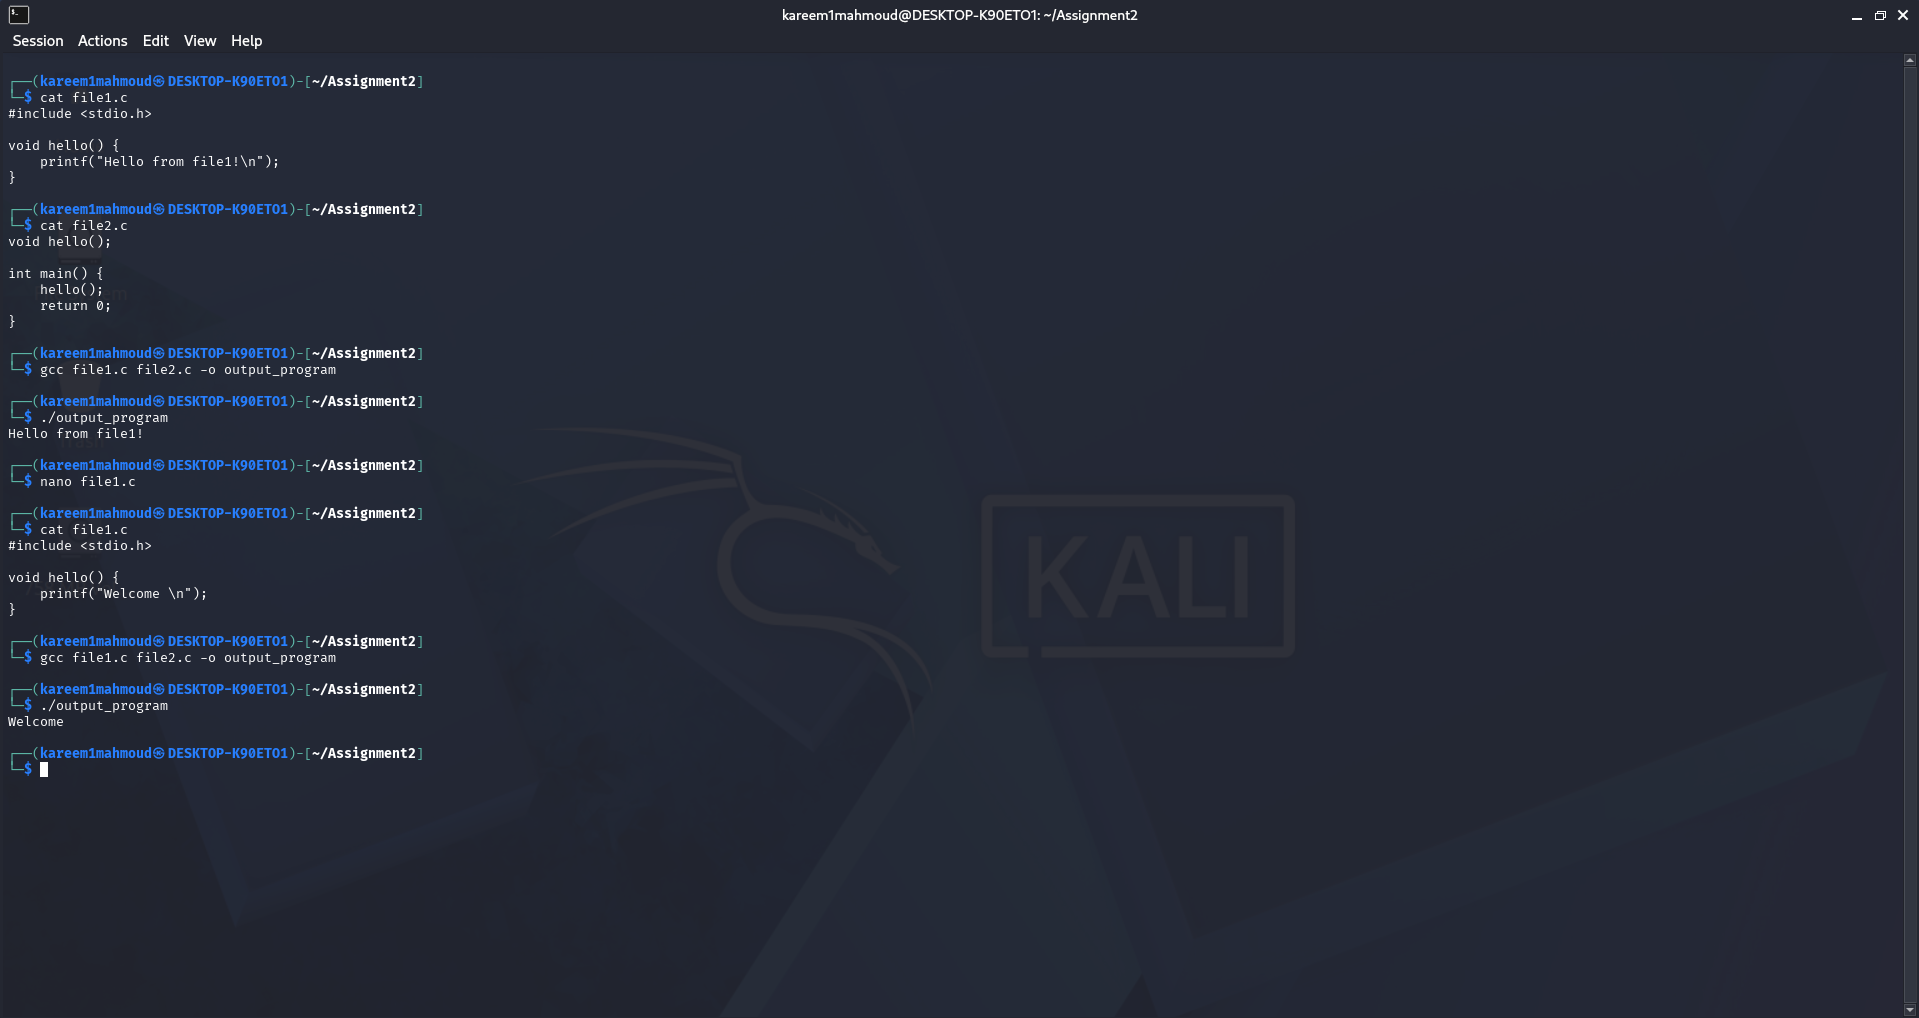 kareem1mahmoud@DESKTOP-K90ETO1: ~/Assignment2
Session Actions Edit View Help
┌──(kareem1mahmoud㉿DESKTOP-K90ETO1)-[~/Assignment2]
└─$ cat file1.c
#include <stdio.h>
void hello() {
    printf("Hello from file1!\n");
}
┌──(kareem1mahmoud㉿DESKTOP-K90ETO1)-[~/Assignment2]
└─$ cat file2.c
void hello();
int main() {
    hello();
    return 0;
}
┌──(kareem1mahmoud㉿DESKTOP-K90ETO1)-[~/Assignment2]
└─$ gcc file1.c file2.c -o output_program
┌──(kareem1mahmoud㉿DESKTOP-K90ETO1)-[~/Assignment2]
└─$ ./output_program
Hello from file1!
┌──(kareem1mahmoud㉿DESKTOP-K90ETO1)-[~/Assignment2]
└─$ nano file1.c
┌──(kareem1mahmoud㉿DESKTOP-K90ETO1)-[~/Assignment2]
└─$ cat file1.c
#include <stdio.h>
void hello() {
    printf("Welcome \n");
}
┌──(kareem1mahmoud㉿DESKTOP-K90ETO1)-[~/Assignment2]
└─$ gcc file1.c file2.c -o output_program
┌──(kareem1mahmoud㉿DESKTOP-K90ETO1)-[~/Assignment2]
└─$ ./output_program
Welcome
┌──(kareem1mahmoud㉿DESKTOP-K90ETO1)-[~/Assignment2]
└─$
KALI